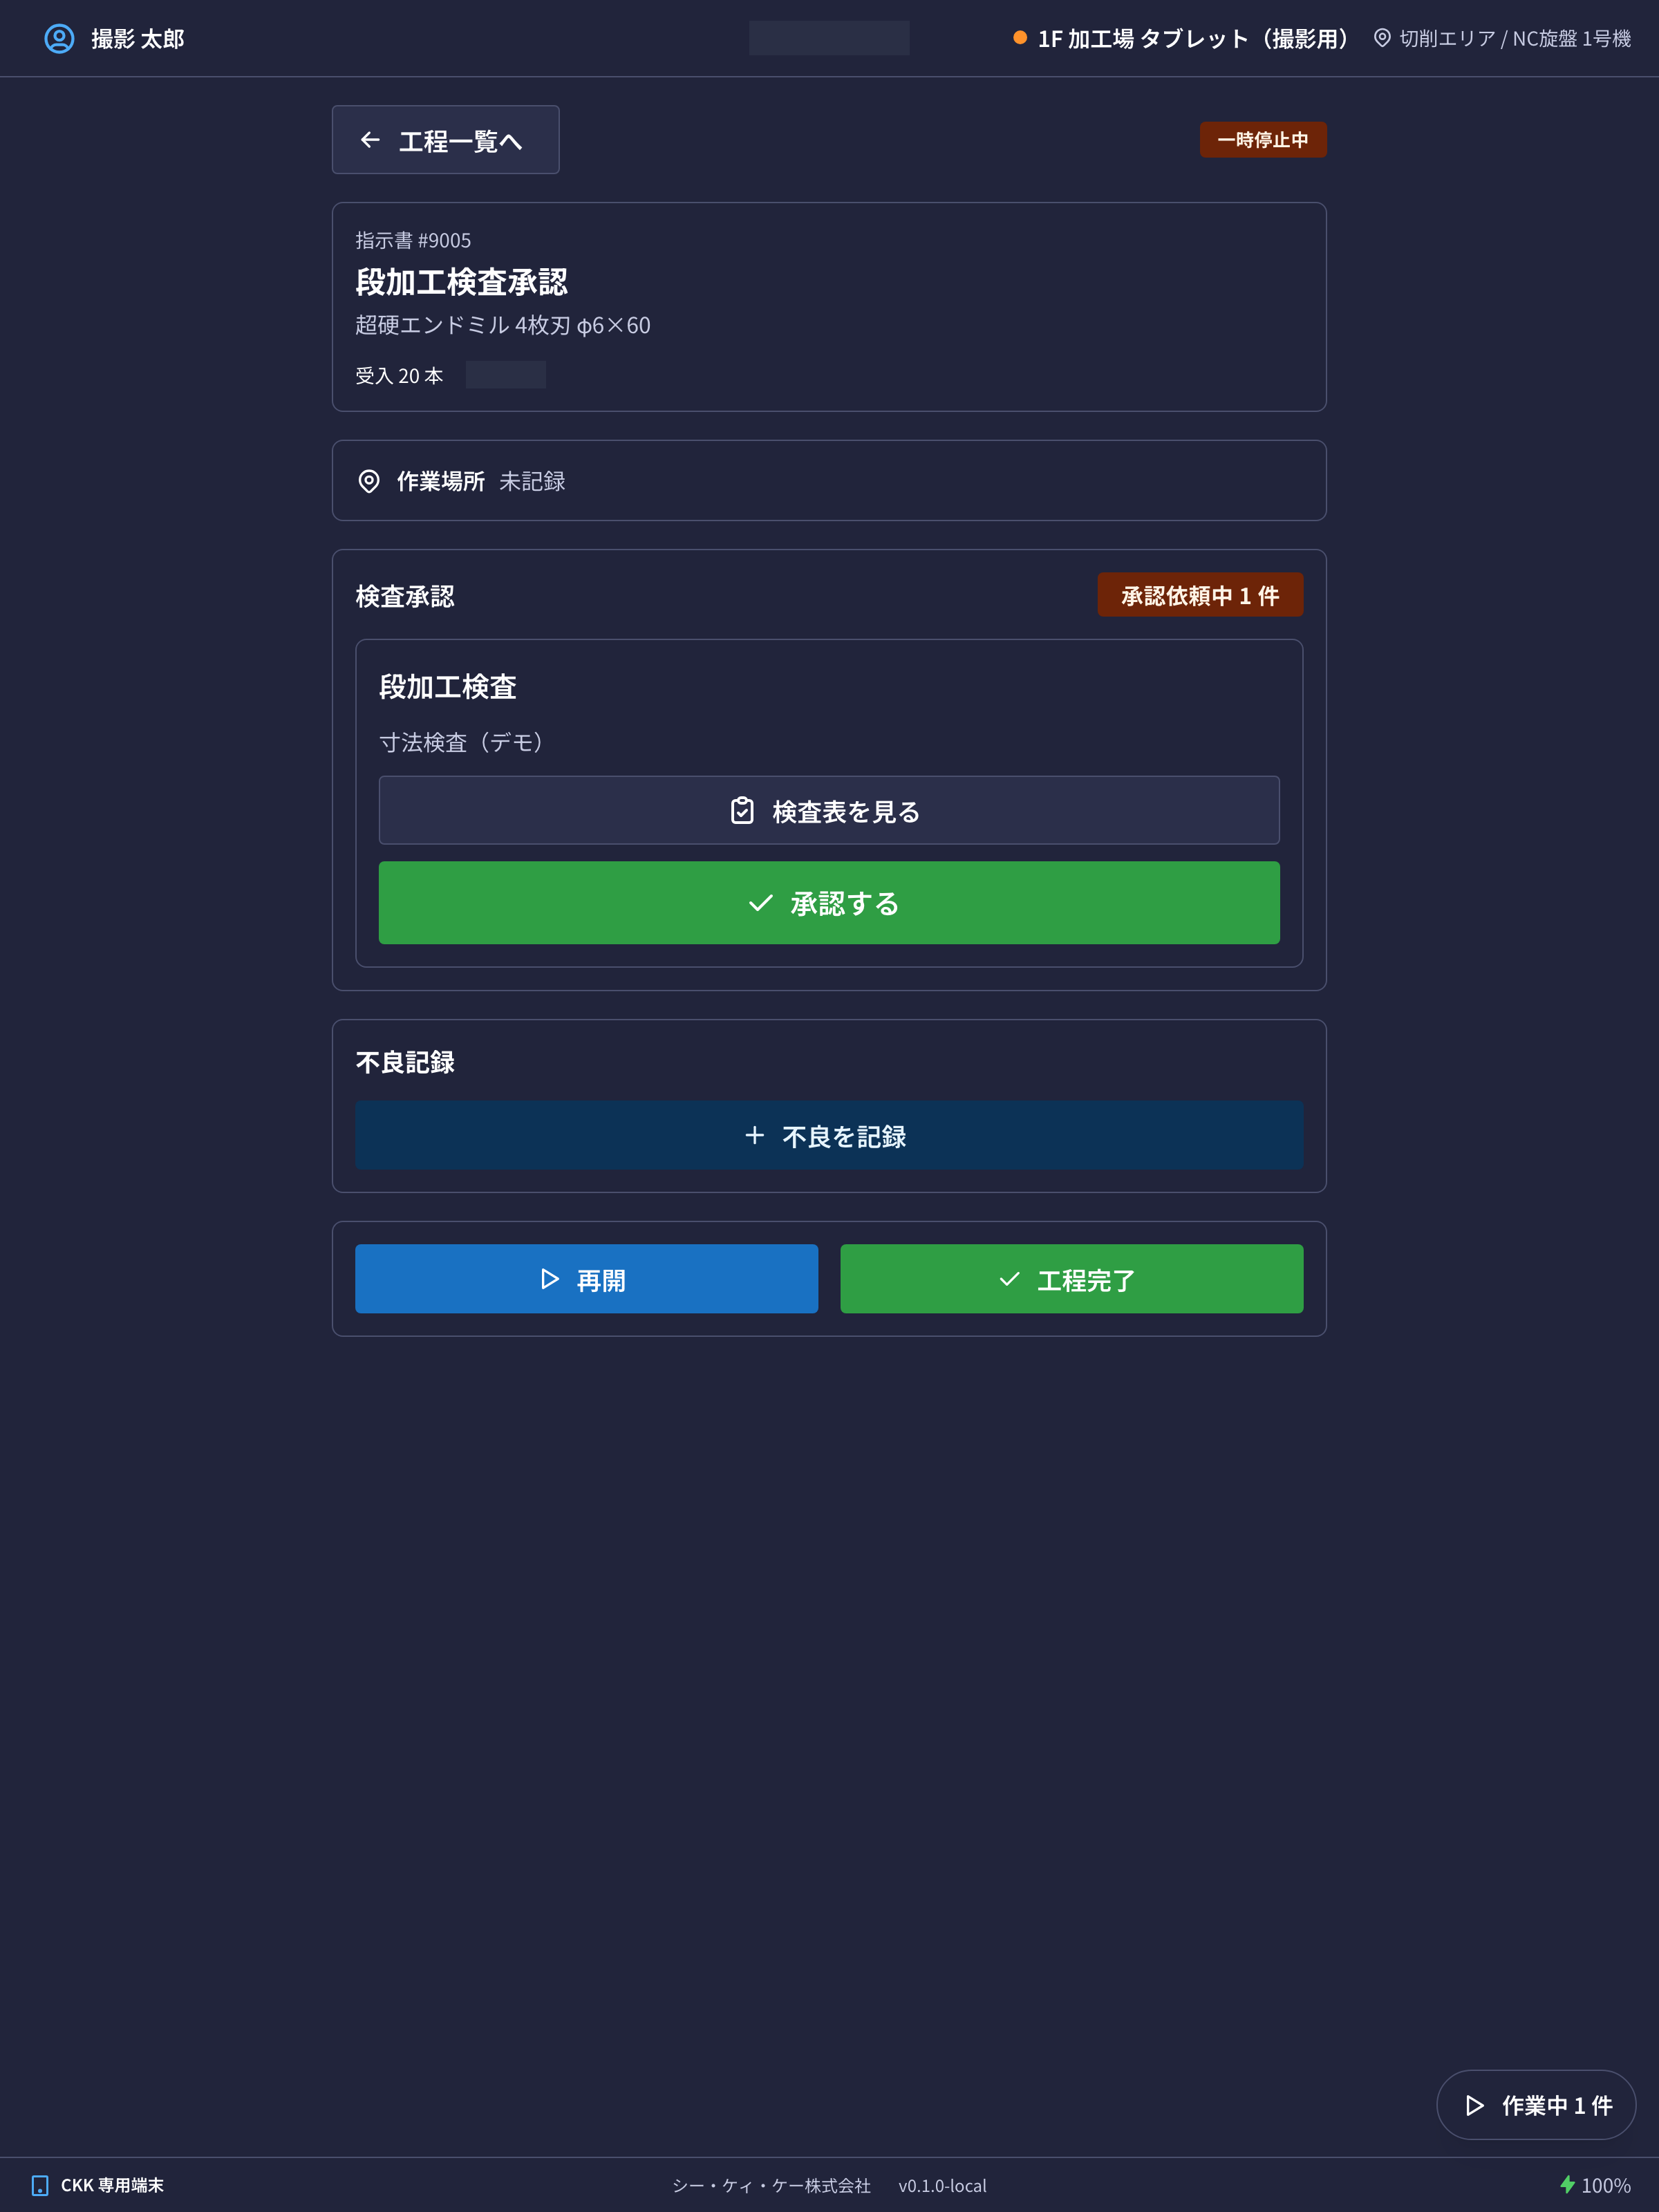 撮影 太郎
1F 加工場 タブレット（撮影用） 切削エリア / NC旋盤 1号機
工程一覧へ
一時停止中
指示書 #9005
段加工検査承認
超硬エンドミル 4枚刃 φ6×60
受入 20 本
作業場所 未記録
検査承認
承認依頼中 1 件
段加工検査
寸法検査（デモ）
検査表を見る
承認する
不良記録
不良を記録
再開
工程完了
作業中 1 件
CKK 専用端末
シー・ケィ・ケー株式会社 v0.1.0-local
100%